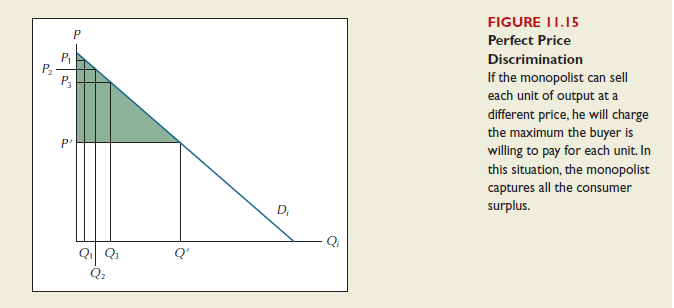 P
P₁
P₂
P₃
P'
Dᵢ
Qᵢ
Q₁ Q₃ Q'
Q₂
FIGURE 11.15
Perfect Price
Discrimination
If the monopolist can sell
each unit of output at a
different price, he will charge
the maximum the buyer is
willing to pay for each unit. In
this situation, the monopolist
captures all the consumer
surplus.